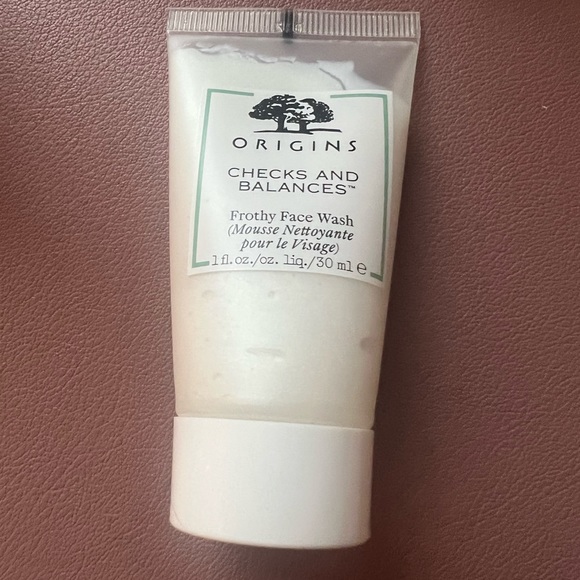 ORIGINS
CHECKS AND
BALANCES™
Frothy Face Wash
(Mousse Nettoyante
pour le Visage)
1 fl.oz./oz. liq./30 ml ℮